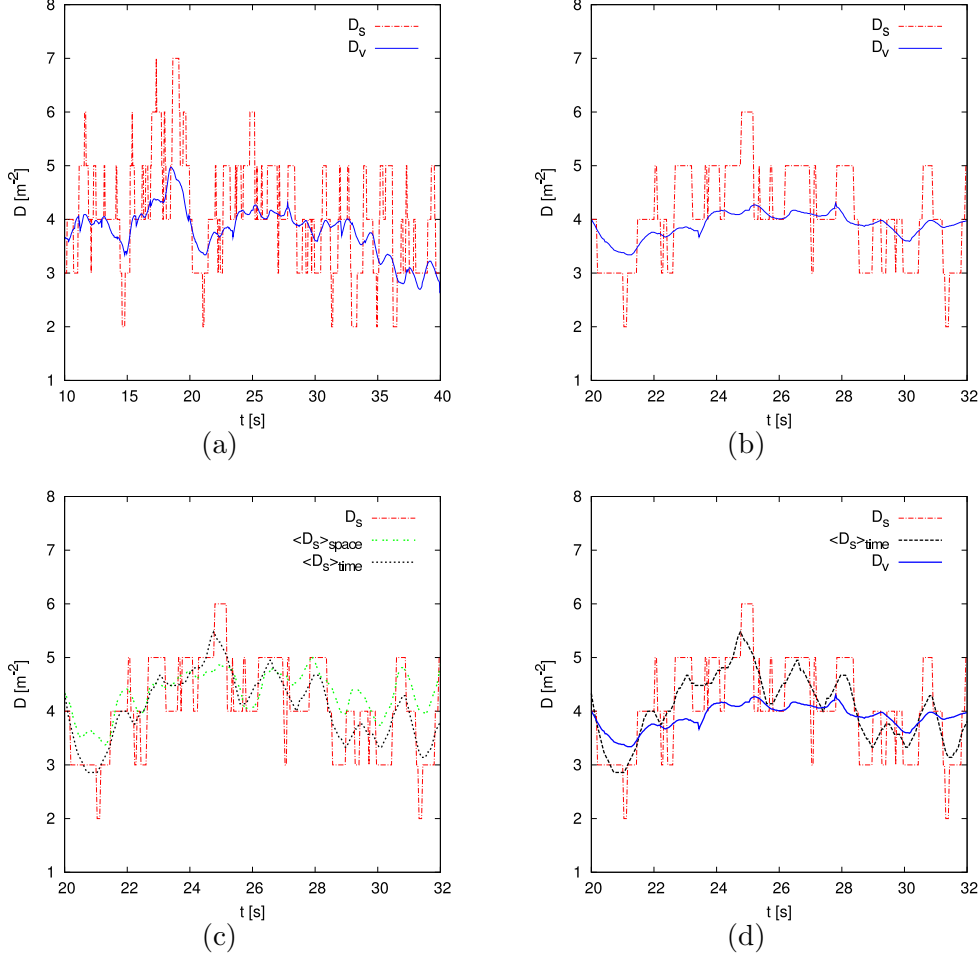 8
7
6
5
4
3
2
1
D [m⁻²]
D_s
D_v
10 15 20 25 30 35 40
t [s]
(a)
8
7
6
5
4
3
2
1
D [m⁻²]
D_s
D_v
20 22 24 26 28 30 32
t [s]
(b)
8
7
6
5
4
3
2
1
D [m⁻²]
D_s
<D_s>_space
<D_s>_time
20 22 24 26 28 30 32
t [s]
(c)
8
7
6
5
4
3
2
1
D [m⁻²]
D_s
<D_s>_time
D_v
20 22 24 26 28 30 32
t [s]
(d)